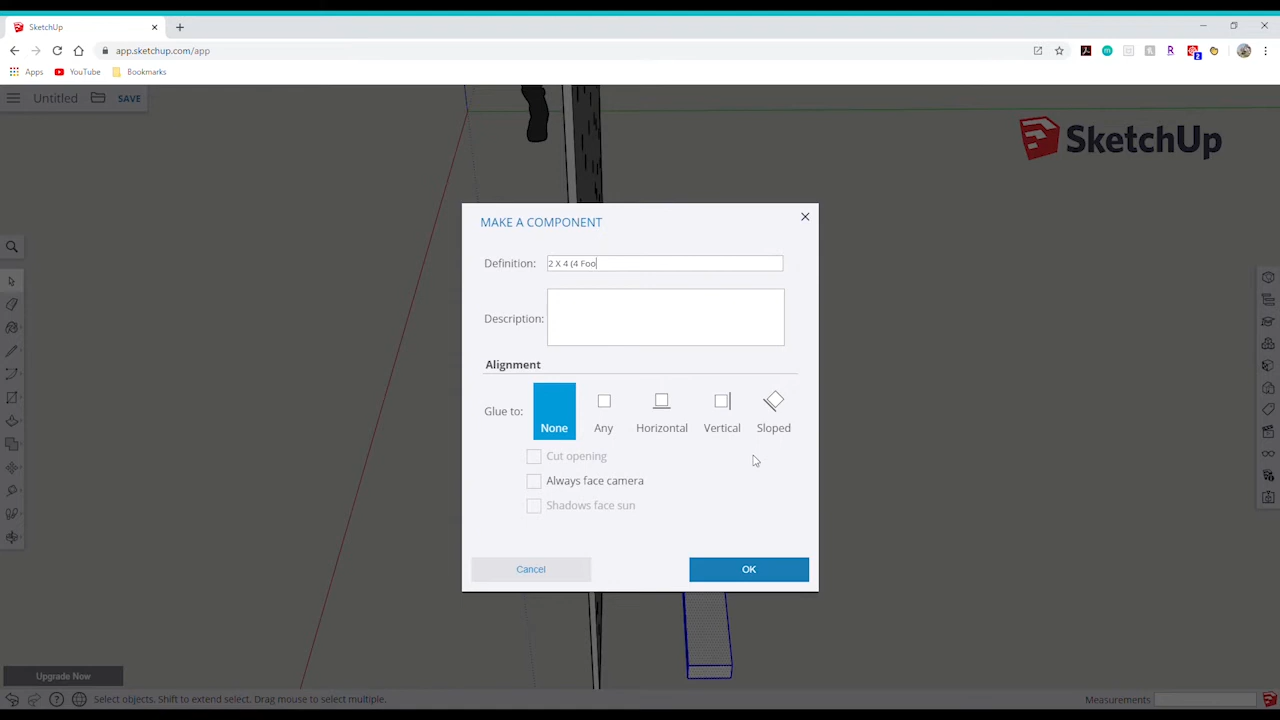 SketchUp
app.sketchup.com/app
Apps YouTube Bookmarks
Untitled SAVE
SketchUp
MAKE A COMPONENT
Definition: 2 X 4 (4 Foo
Description:
Alignment
Glue to: None Any Horizontal Vertical Sloped
Cut opening
Always face camera
Shadows face sun
Cancel OK
Upgrade Now
Select objects. Shift to extend select. Drag mouse to select multiple. Measurements